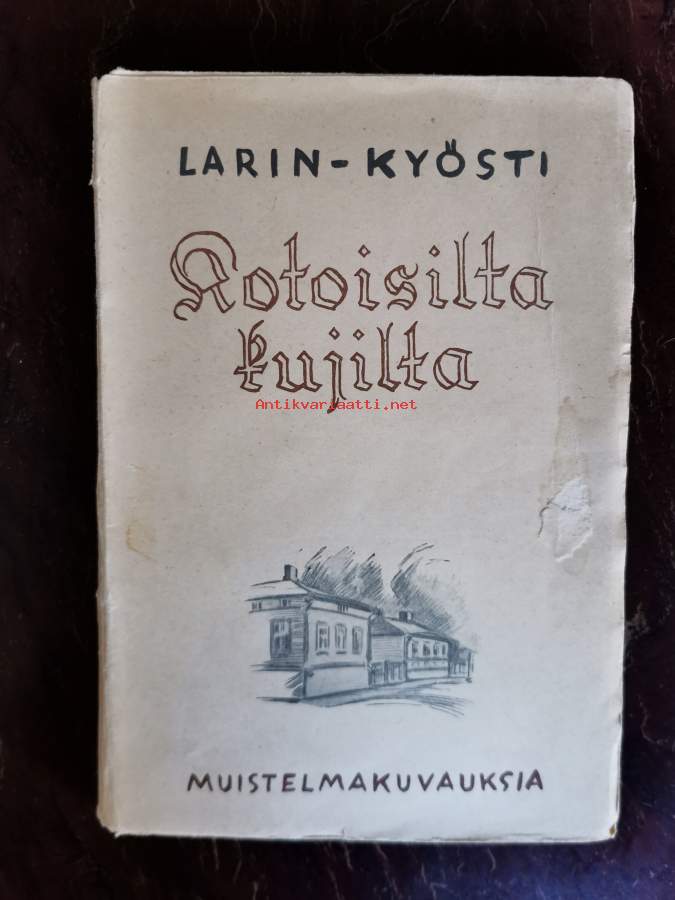 LARIN-KYÖSTI
Kotoisilta
kujilta
Antikvariaatti.net
MUISTELMAKUVAUKSIA